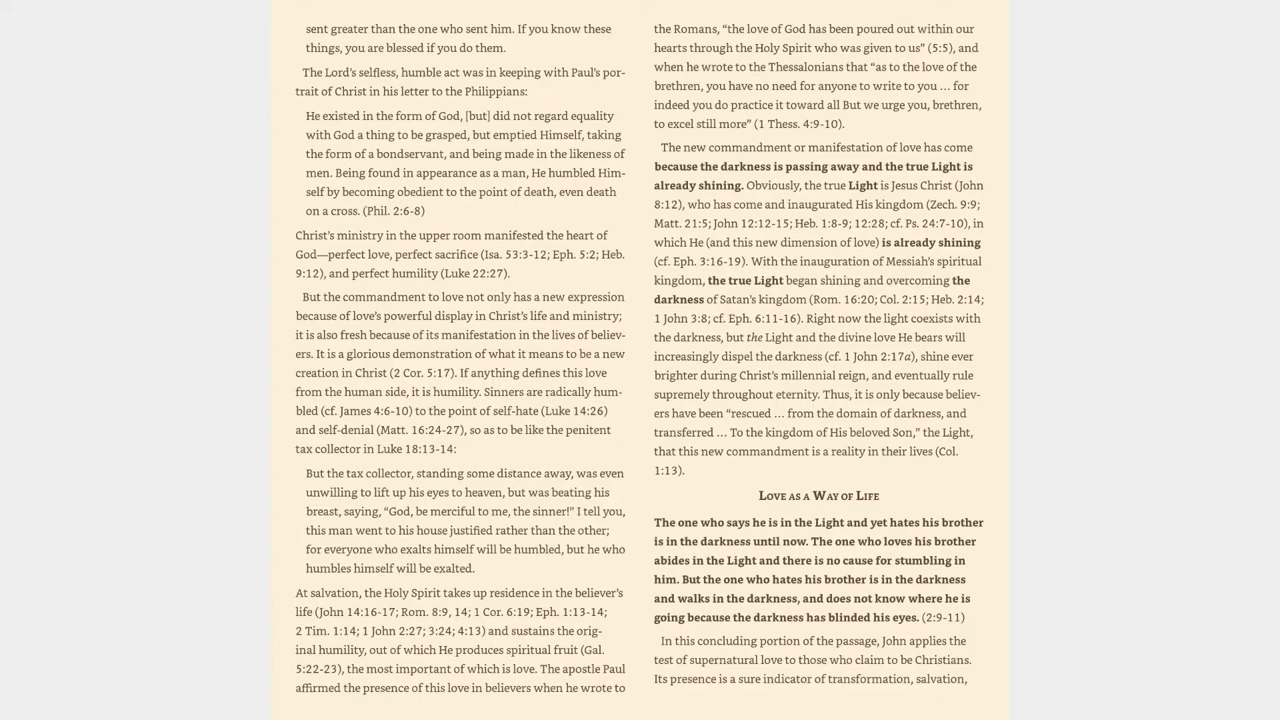 sent greater than the one who sent him. If you know these
things, you are blessed if you do them.
The Lord's selfless, humble act was in keeping with Paul's por-
trait of Christ in his letter to the Philippians:
He existed in the form of God, [but] did not regard equality
with God a thing to be grasped, but emptied Himself, taking
the form of a bondservant, and being made in the likeness of
men. Being found in appearance as a man, He humbled Him-
self by becoming obedient to the point of death, even death
on a cross. (Phil. 2:6-8)
Christ's ministry in the upper room manifested the heart of
God—perfect love, perfect sacrifice (Isa. 53:3-12; Eph. 5:2; Heb.
9:12), and perfect humility (Luke 22:27).
But the commandment to love not only has a new expression
because of love's powerful display in Christ's life and ministry;
it is also fresh because of its manifestation in the lives of believ-
ers. It is a glorious demonstration of what it means to be a new
creation in Christ (2 Cor. 5:17). If anything defines this love
from the human side, it is humility. Sinners are radically hum-
bled (cf. James 4:6-10) to the point of self-hate (Luke 14:26)
and self-denial (Matt. 16:24-27), so as to be like the penitent
tax collector in Luke 18:13-14:
But the tax collector, standing some distance away, was even
unwilling to lift up his eyes to heaven, but was beating his
breast, saying, "God, be merciful to me, the sinner!" I tell you,
this man went to his house justified rather than the other;
for everyone who exalts himself will be humbled, but he who
humbles himself will be exalted.
At salvation, the Holy Spirit takes up residence in the believer's
life (John 14:16-17; Rom. 8:9, 14; 1 Cor. 6:19; Eph. 1:13-14;
2 Tim. 1:14; 1 John 2:27; 3:24; 4:13) and sustains the orig-
inal humility, out of which He produces spiritual fruit (Gal.
5:22-23), the most important of which is love. The apostle Paul
affirmed the presence of this love in believers when he wrote to
the Romans, "the love of God has been poured out within our
hearts through the Holy Spirit who was given to us" (5:5), and
when he wrote to the Thessalonians that "as to the love of the
brethren, you have no need for anyone to write to you … for
indeed you do practice it toward all But we urge you, brethren,
to excel still more" (1 Thess. 4:9-10).
The new commandment or manifestation of love has come
because the darkness is passing away and the true Light is
already shining. Obviously, the true Light is Jesus Christ (John
8:12), who has come and inaugurated His kingdom (Zech. 9:9;
Matt. 21:5; John 12:12-15; Heb. 1:8-9; 12:28; cf. Ps. 24:7-10), in
which He (and this new dimension of love) is already shining
(cf. Eph. 3:16-19). With the inauguration of Messiah's spiritual
kingdom, the true Light began shining and overcoming the
darkness of Satan's kingdom (Rom. 16:20; Col. 2:15; Heb. 2:14;
1 John 3:8; cf. Eph. 6:11-16). Right now the light coexists with
the darkness, but the Light and the divine love He bears will
increasingly dispel the darkness (cf. 1 John 2:17a), shine ever
brighter during Christ's millennial reign, and eventually rule
supremely throughout eternity. Thus, it is only because believ-
ers have been "rescued … from the domain of darkness, and
transferred … To the kingdom of His beloved Son," the Light,
that this new commandment is a reality in their lives (Col.
1:13).
Love as a Way of Life
The one who says he is in the Light and yet hates his brother
is in the darkness until now. The one who loves his brother
abides in the Light and there is no cause for stumbling in
him. But the one who hates his brother is in the darkness
and walks in the darkness, and does not know where he is
going because the darkness has blinded his eyes. (2:9-11)
In this concluding portion of the passage, John applies the
test of supernatural love to those who claim to be Christians.
Its presence is a sure indicator of transformation, salvation,